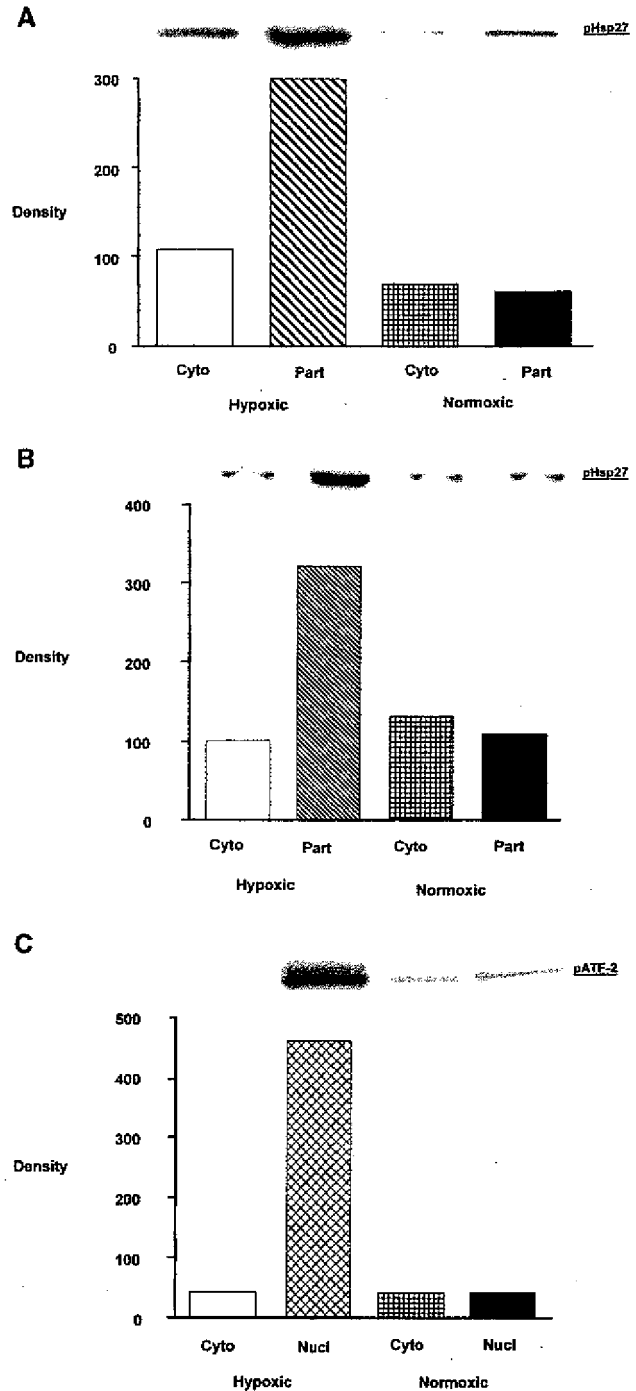 A
pHsp27
300
200
Density
100
0
Cyto Part Cyto Part
Hypoxic Normoxic
B
pHsp27
400
300
Density
200
100
0
Cyto Part Cyto Part
Hypoxic Normoxic
C
pATF-2
500
400
300
Density
200
100
0
Cyto Nucl Cyto Nucl
Hypoxic Normoxic